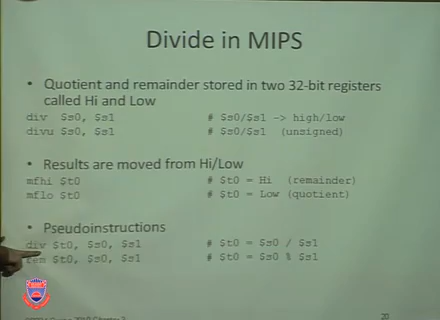 Divide in MIPS
• Quotient and remainder stored in two 32-bit registers
called Hi and Low
div $s0, $s1 # $s0/$s1 -> high/low
divu $s0, $s1 # $s0/$s1 (unsigned)
• Results are moved from Hi/Low
mfhi $t0 # $t0 = Hi (remainder)
mflo $t0 # $t0 = Low (quotient)
• Pseudoinstructions
div $t0, $s0, $s1 # $t0 = $s0 / $s1
rem $t0, $s0, $s1 # $t0 = $s0 % $s1
20